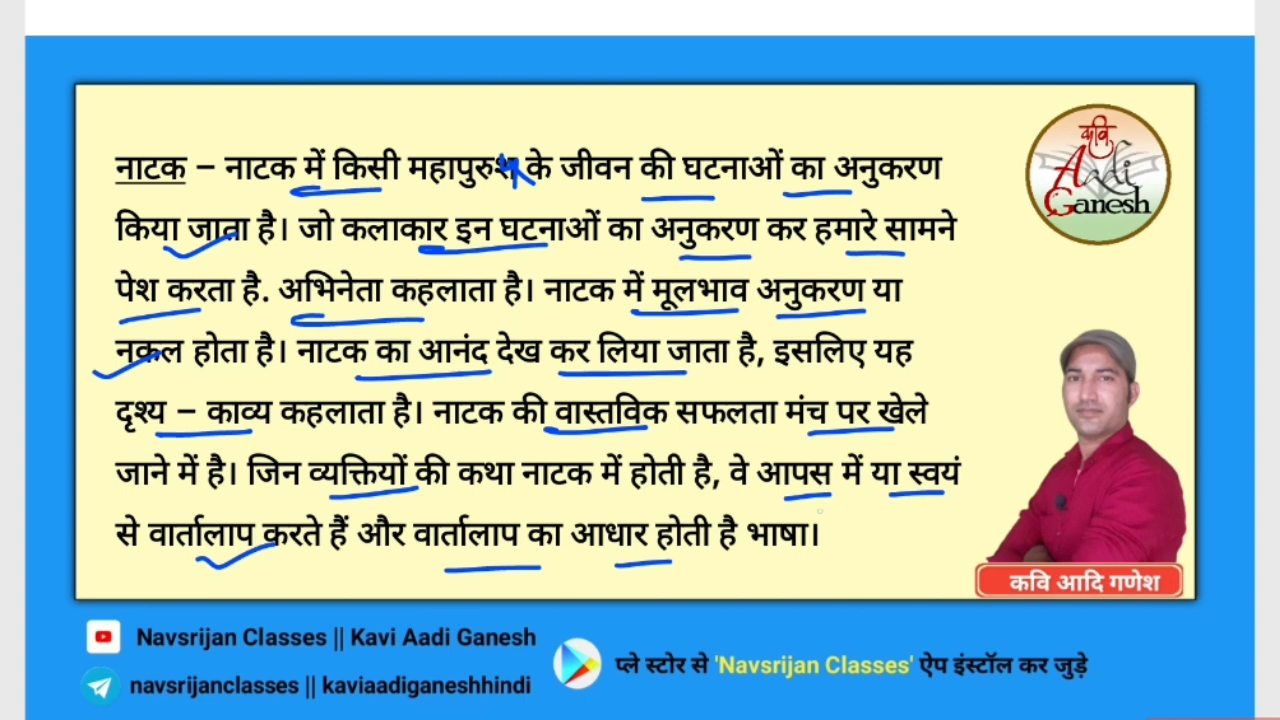 नाटक – नाटक में किसी महापुरुश के जीवन की घटनाओं का अनुकरण
किया जाता है। जो कलाकार इन घटनाओं का अनुकरण कर हमारे सामने
पेश करता है. अभिनेता कहलाता है। नाटक में मूलभाव अनुकरण या
नकल होता है। नाटक का आनंद देख कर लिया जाता है, इसलिए यह
दृश्य – काव्य कहलाता है। नाटक की वास्तविक सफलता मंच पर खेले
जाने में है। जिन व्यक्तियों की कथा नाटक में होती है, वे आपस में या स्वयं
से वार्तालाप करते हैं और वार्तालाप का आधार होती है भाषा।
कवि
Aadi
Ganesh
कवि आदि गणेश
Navsrijan Classes || Kavi Aadi Ganesh
navsrijanclasses || kaviaadiganeshhindi
प्ले स्टोर से 'Navsrijan Classes' ऐप इंस्टॉल कर जुड़े